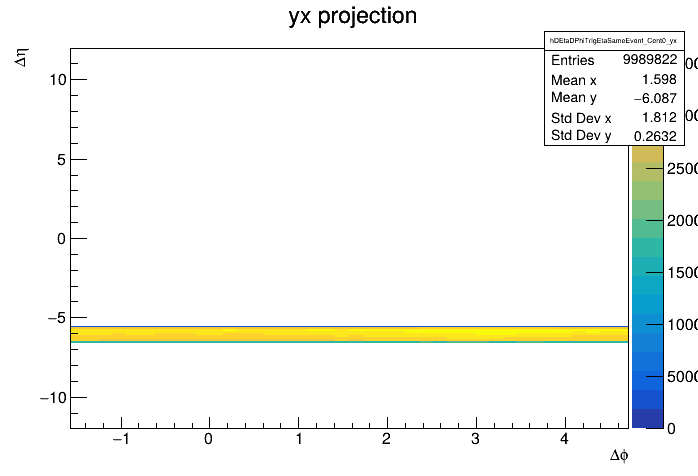 yx projection
hDEtaDPhiTrigEtaSameEvent_Cent0_yx
Entries 9989822
Mean x 1.598
Mean y −6.087
Std Dev x 1.812
Std Dev y 0.2632
Δη
10
5
0
−5
−10
−1 0 1 2 3 4
Δϕ
2500
2000
1500
1000
5000
0